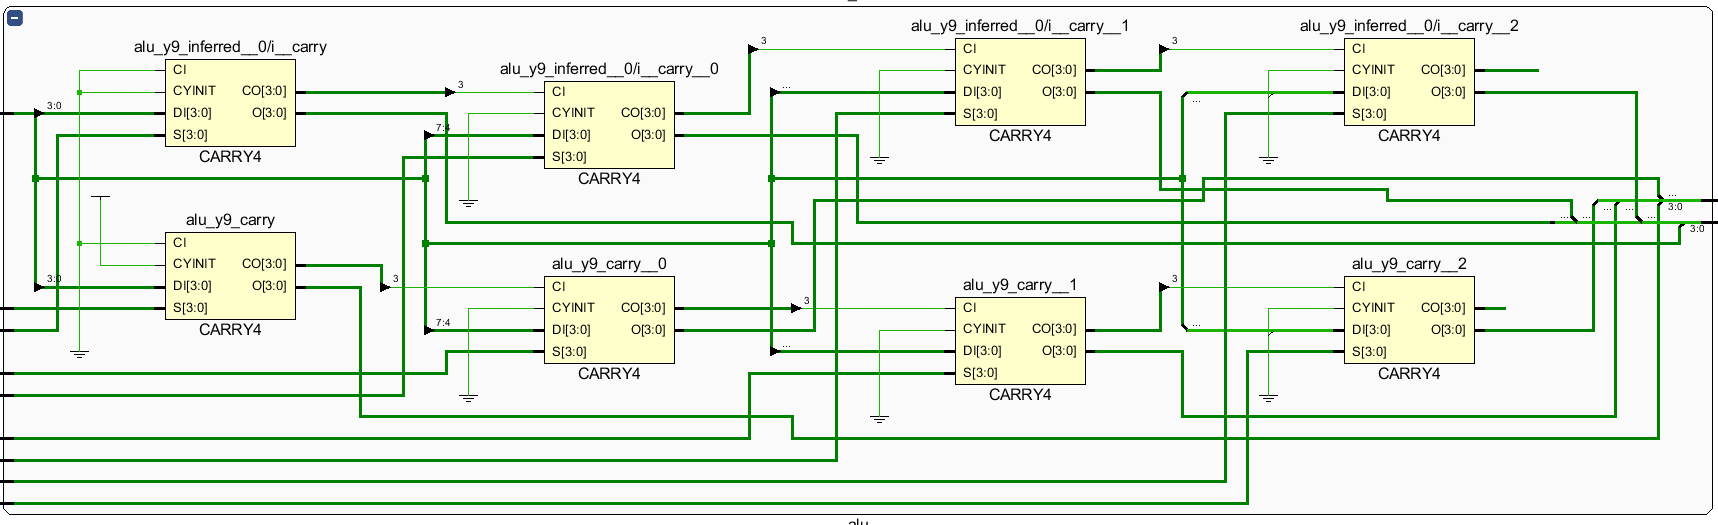 alu_y9_inferred__0/i__carry
CI
CYINIT
DI[3:0]
S[3:0]
CO[3:0]
O[3:0]
CARRY4
3:0
alu_y9_inferred__0/i__carry__0
3
CI
CYINIT
DI[3:0]
S[3:0]
CO[3:0]
O[3:0]
CARRY4
7:4
alu_y9_inferred__0/i__carry__1
3
...
CI
CYINIT
DI[3:0]
S[3:0]
CO[3:0]
O[3:0]
CARRY4
alu_y9_inferred__0/i__carry__2
3
...
CI
CYINIT
DI[3:0]
S[3:0]
CO[3:0]
O[3:0]
CARRY4
... ... ... ... ...
3:0
3:0
alu_y9_carry
3:0
CI
CYINIT
DI[3:0]
S[3:0]
CO[3:0]
O[3:0]
CARRY4
alu_y9_carry__0
3
7:4
CI
CYINIT
DI[3:0]
S[3:0]
CO[3:0]
O[3:0]
CARRY4
alu_y9_carry__1
3
...
CI
CYINIT
DI[3:0]
S[3:0]
CO[3:0]
O[3:0]
CARRY4
alu_y9_carry__2
3
...
CI
CYINIT
DI[3:0]
S[3:0]
CO[3:0]
O[3:0]
CARRY4
alu